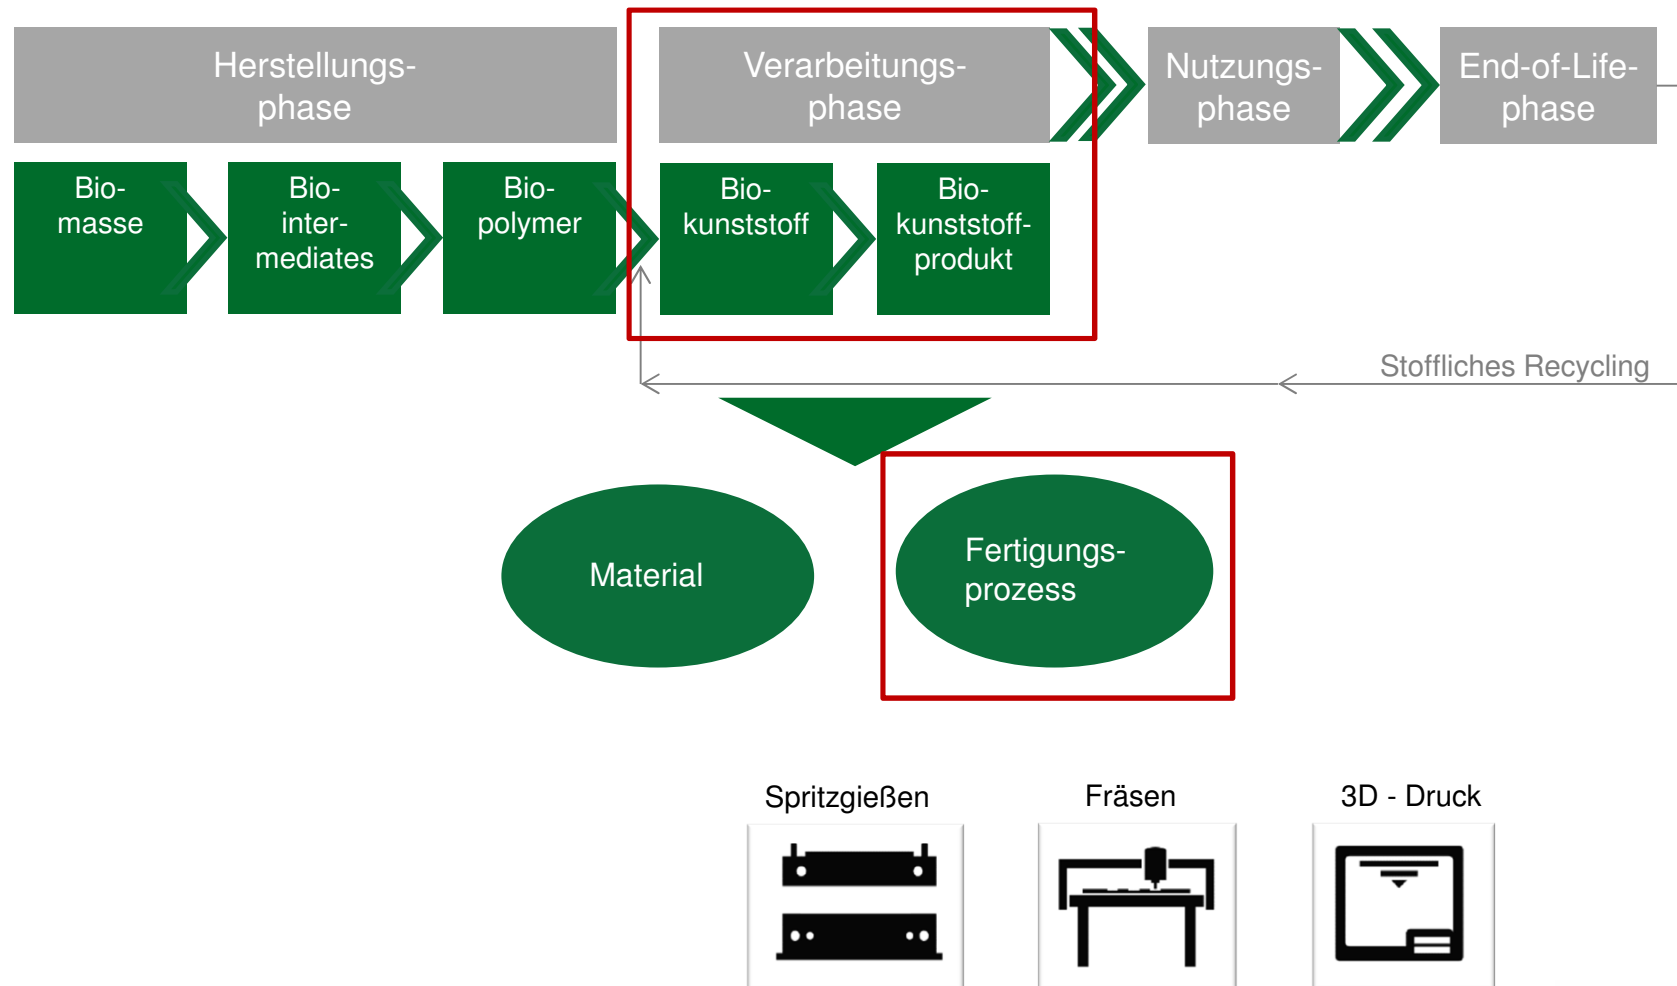 Herstellungs-
phase
Verarbeitungs-
phase
Nutzungs-
phase
End-of-Life-
phase
Bio-
masse
Bio-
inter-
mediates
Bio-
polymer
Bio-
kunststoff
Bio-
kunststoff-
produkt
Stoffliches Recycling
Material
Fertigungs-
prozess
Spritzgießen
Fräsen
3D - Druck